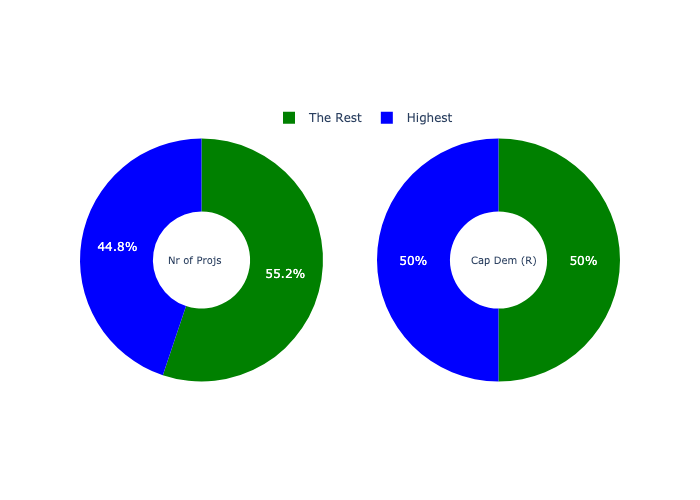 The Rest
Highest
44.8%
Nr of Projs
55.2%
50%
Cap Dem (R)
50%